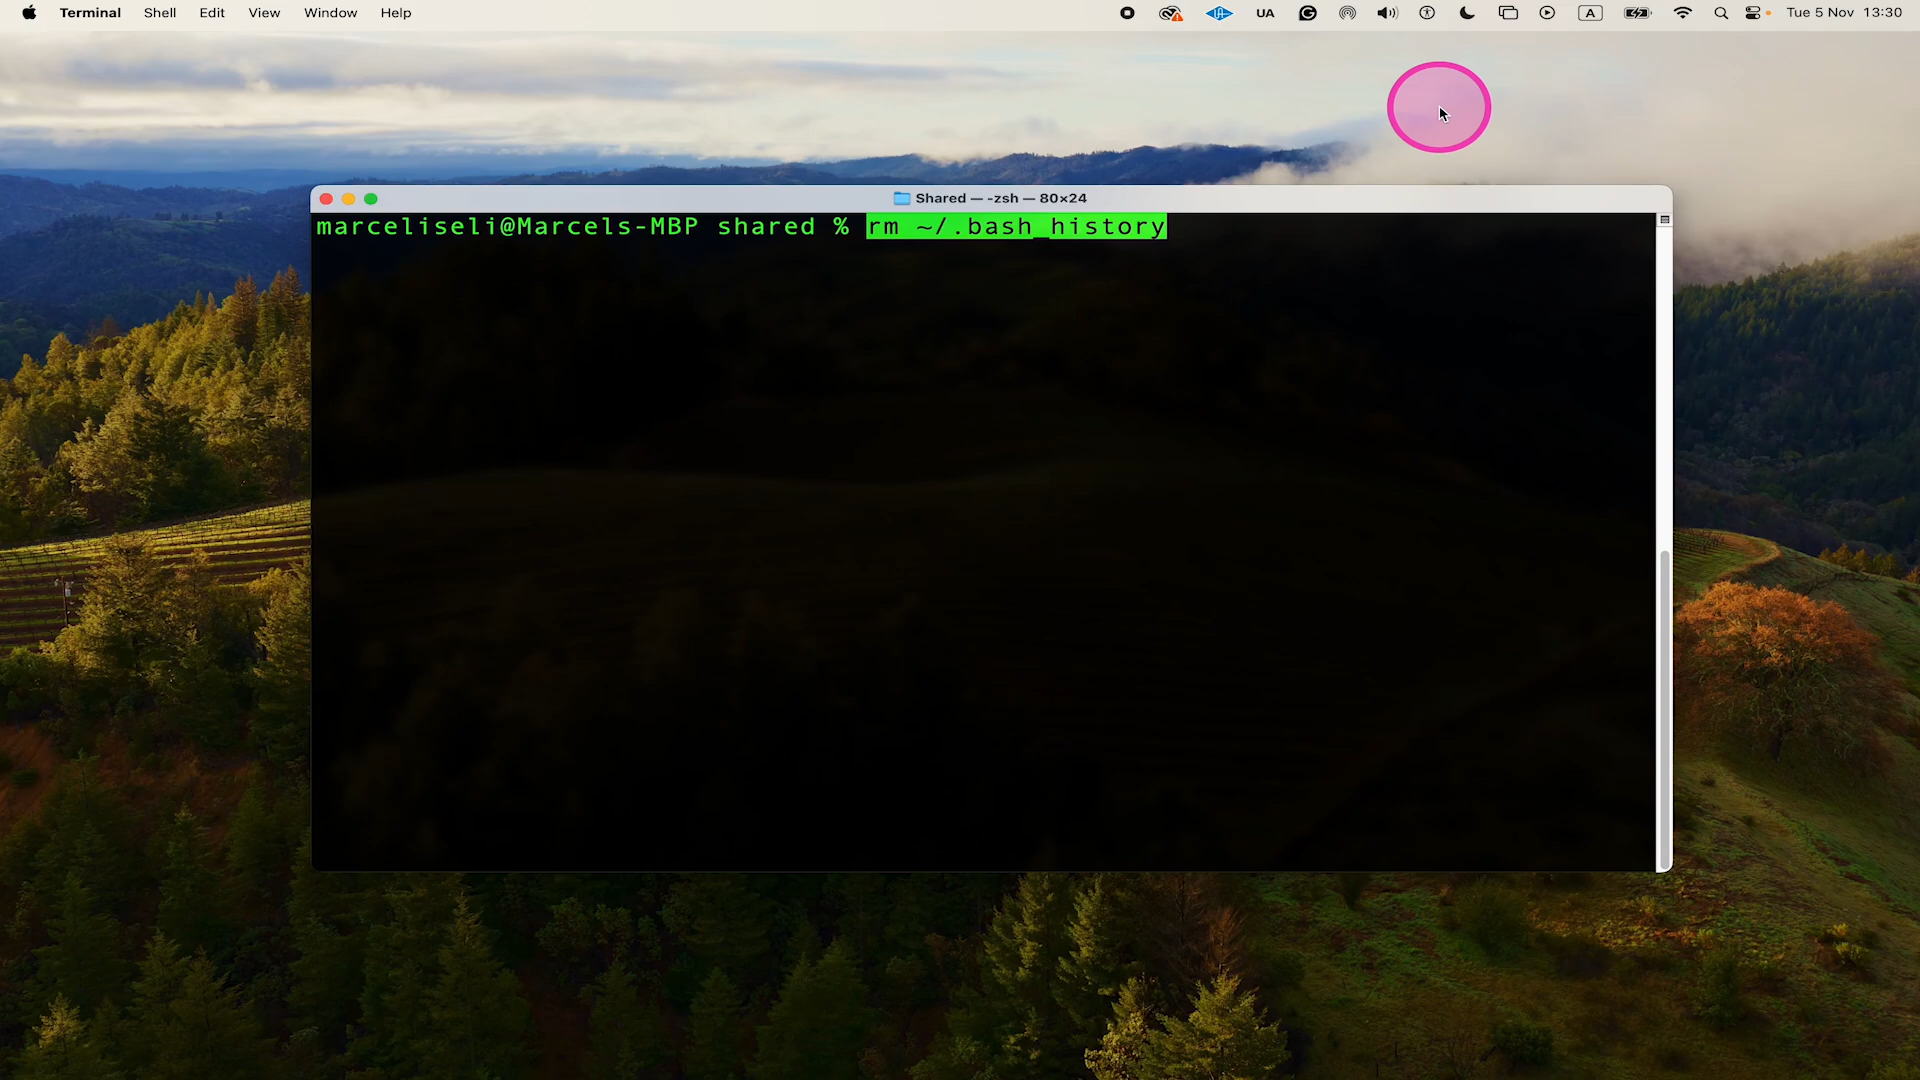 Terminal Shell Edit View Window Help UA A Tue 5 Nov 13:30
Shared — -zsh — 80×24
marceliseli@Marcels-MBP shared % rm ~/.bash_history